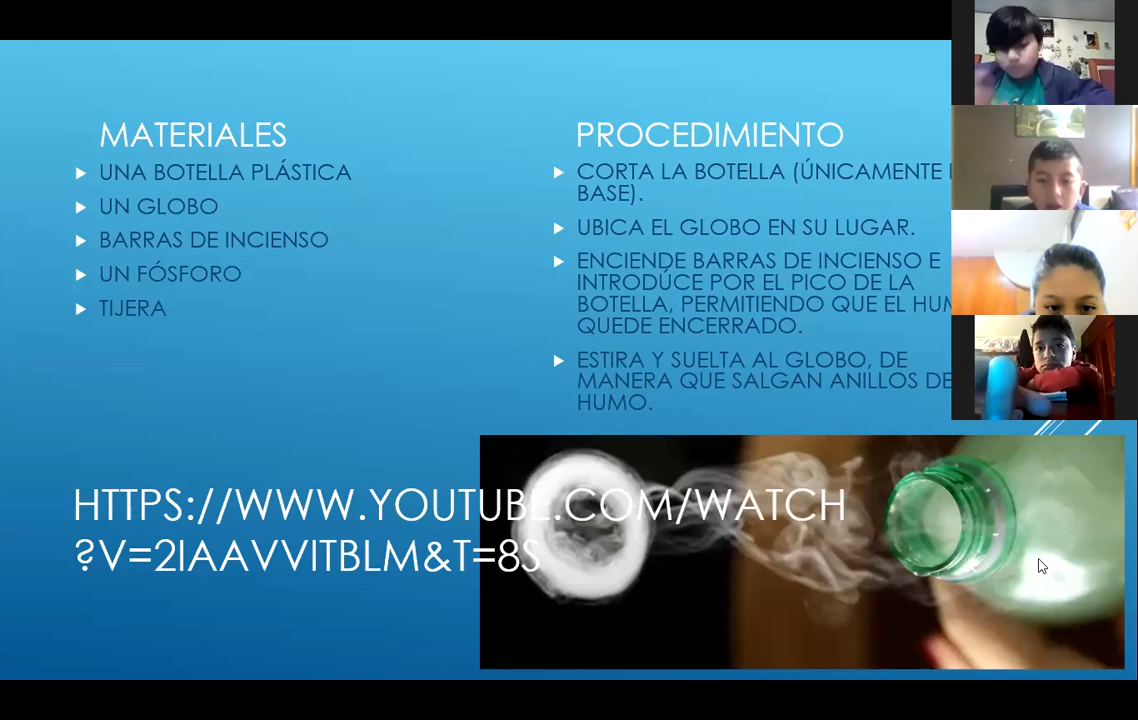 MATERIALES
UNA BOTELLA PLÁSTICA
UN GLOBO
BARRAS DE INCIENSO
UN FÓSFORO
TIJERA
PROCEDIMIENTO
CORTA LA BOTELLA (ÚNICAMENTE
BASE).
UBICA EL GLOBO EN SU LUGAR.
ENCIENDE BARRAS DE INCIENSO E
INTRODÚCE POR EL PICO DE LA
BOTELLA, PERMITIENDO QUE EL
QUEDE ENCERRADO.
ESTIRA Y SUELTA AL GLOBO, DE
MANERA QUE SALGAN ANILLOS DE
HUMO.
HTTPS://WWW.YOUTUBE.COM/WATCH
?V=2IAAVVITBLM&T=8S